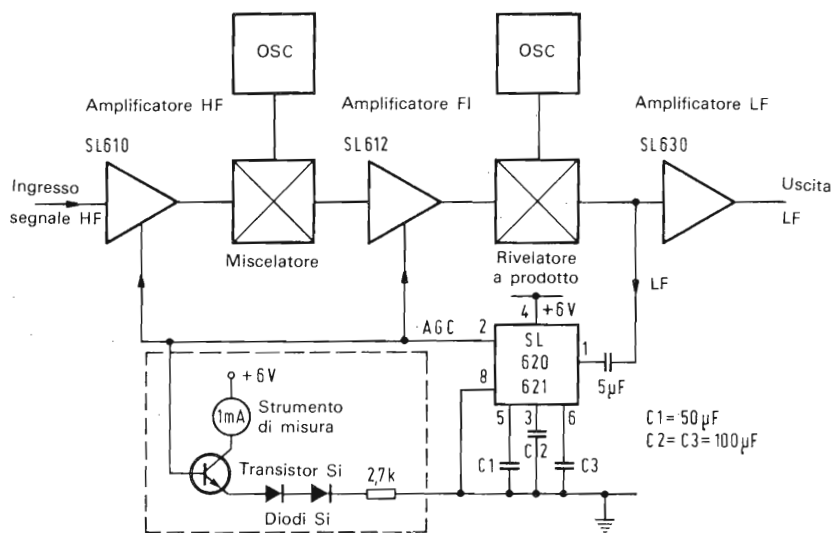 OSC
OSC
Amplificatore HF
Amplificatore FI
Amplificatore LF
SL610
SL612
SL630
Ingresso
segnale HF
Uscita
LF
Miscelatore
Rivelatore
a prodotto
LF
4
+6V
AGC
2
SL
620
621
1
8
5µF
5
3
6
C1
C2
C3
C1 = 50µF
C2 = C3 = 100µF
+6V
1mA
Strumento
di misura
Transistor Si
2,7k
Diodi Si